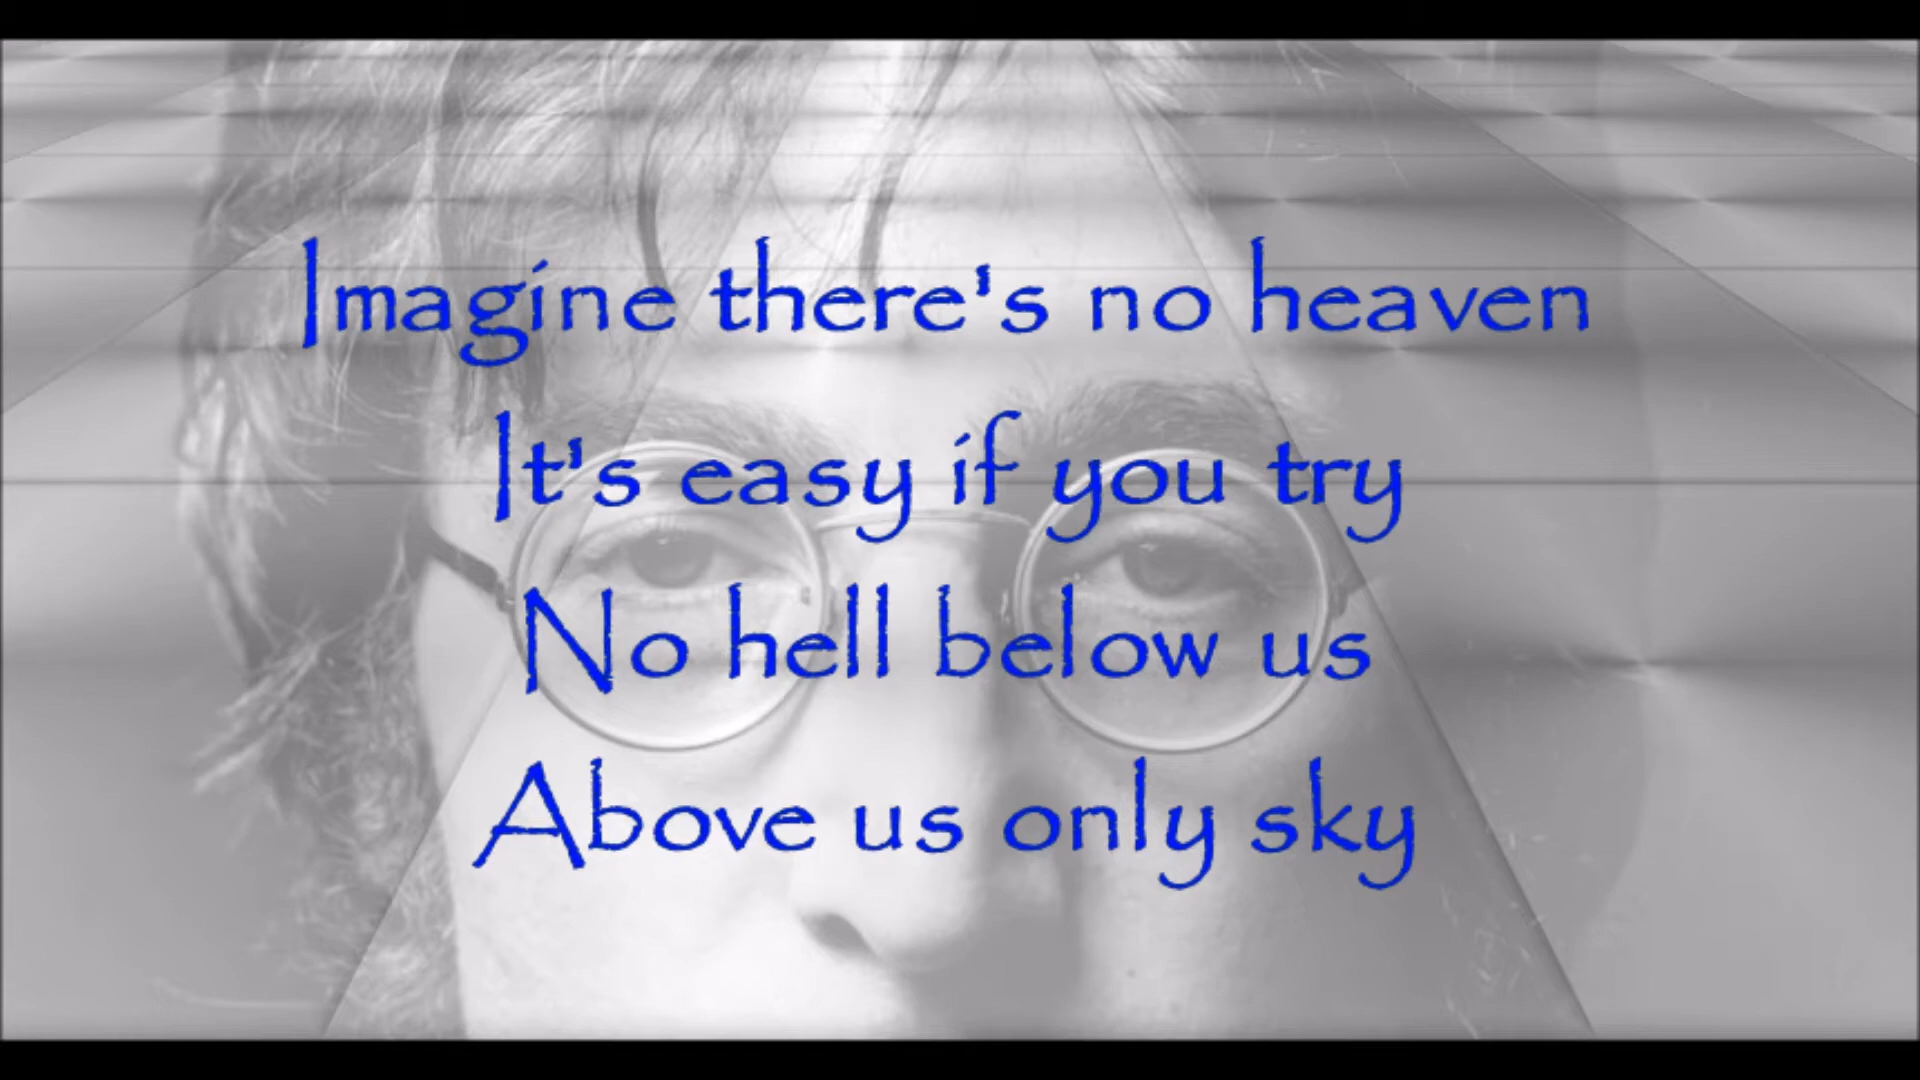 Imagine there's no heaven
It's easy if you try
No hell below us
Above us only sky